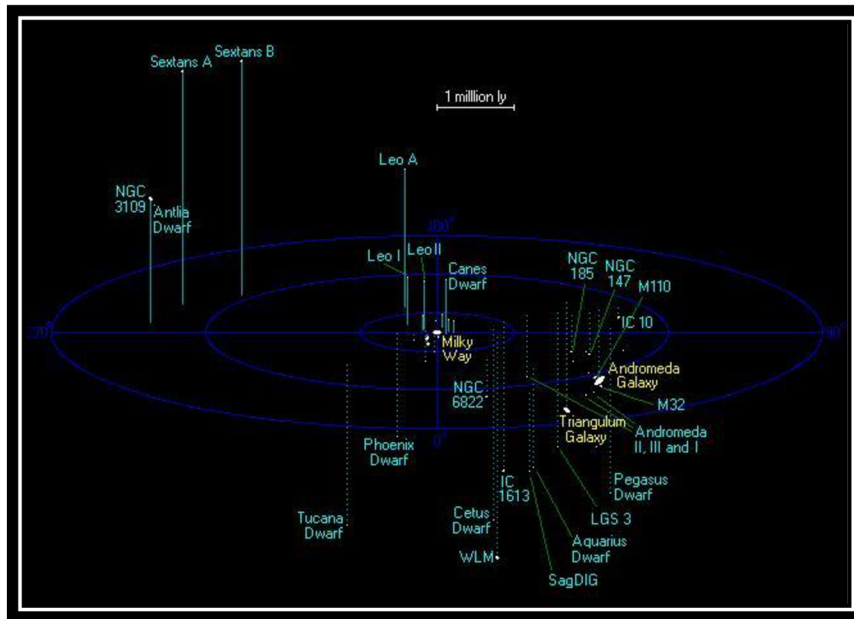 Sextans B
Sextans A
1 milllion ly
Leo A
NGC
3109
Antlia
Dwarf
180°
Leo I
Leo II
Canes
Dwarf
NGC
185
NGC
147
M110
IC 10
Milky
Way
Andromeda
Galaxy
M32
NGC
6822
Triangulum
Galaxy
Andromeda
II, III and I
0°
Phoenix
Dwarf
Pegasus
Dwarf
IC
1613
LGS 3
Tucana
Dwarf
Cetus
Dwarf
Aquarius
Dwarf
WLM
SagDIG